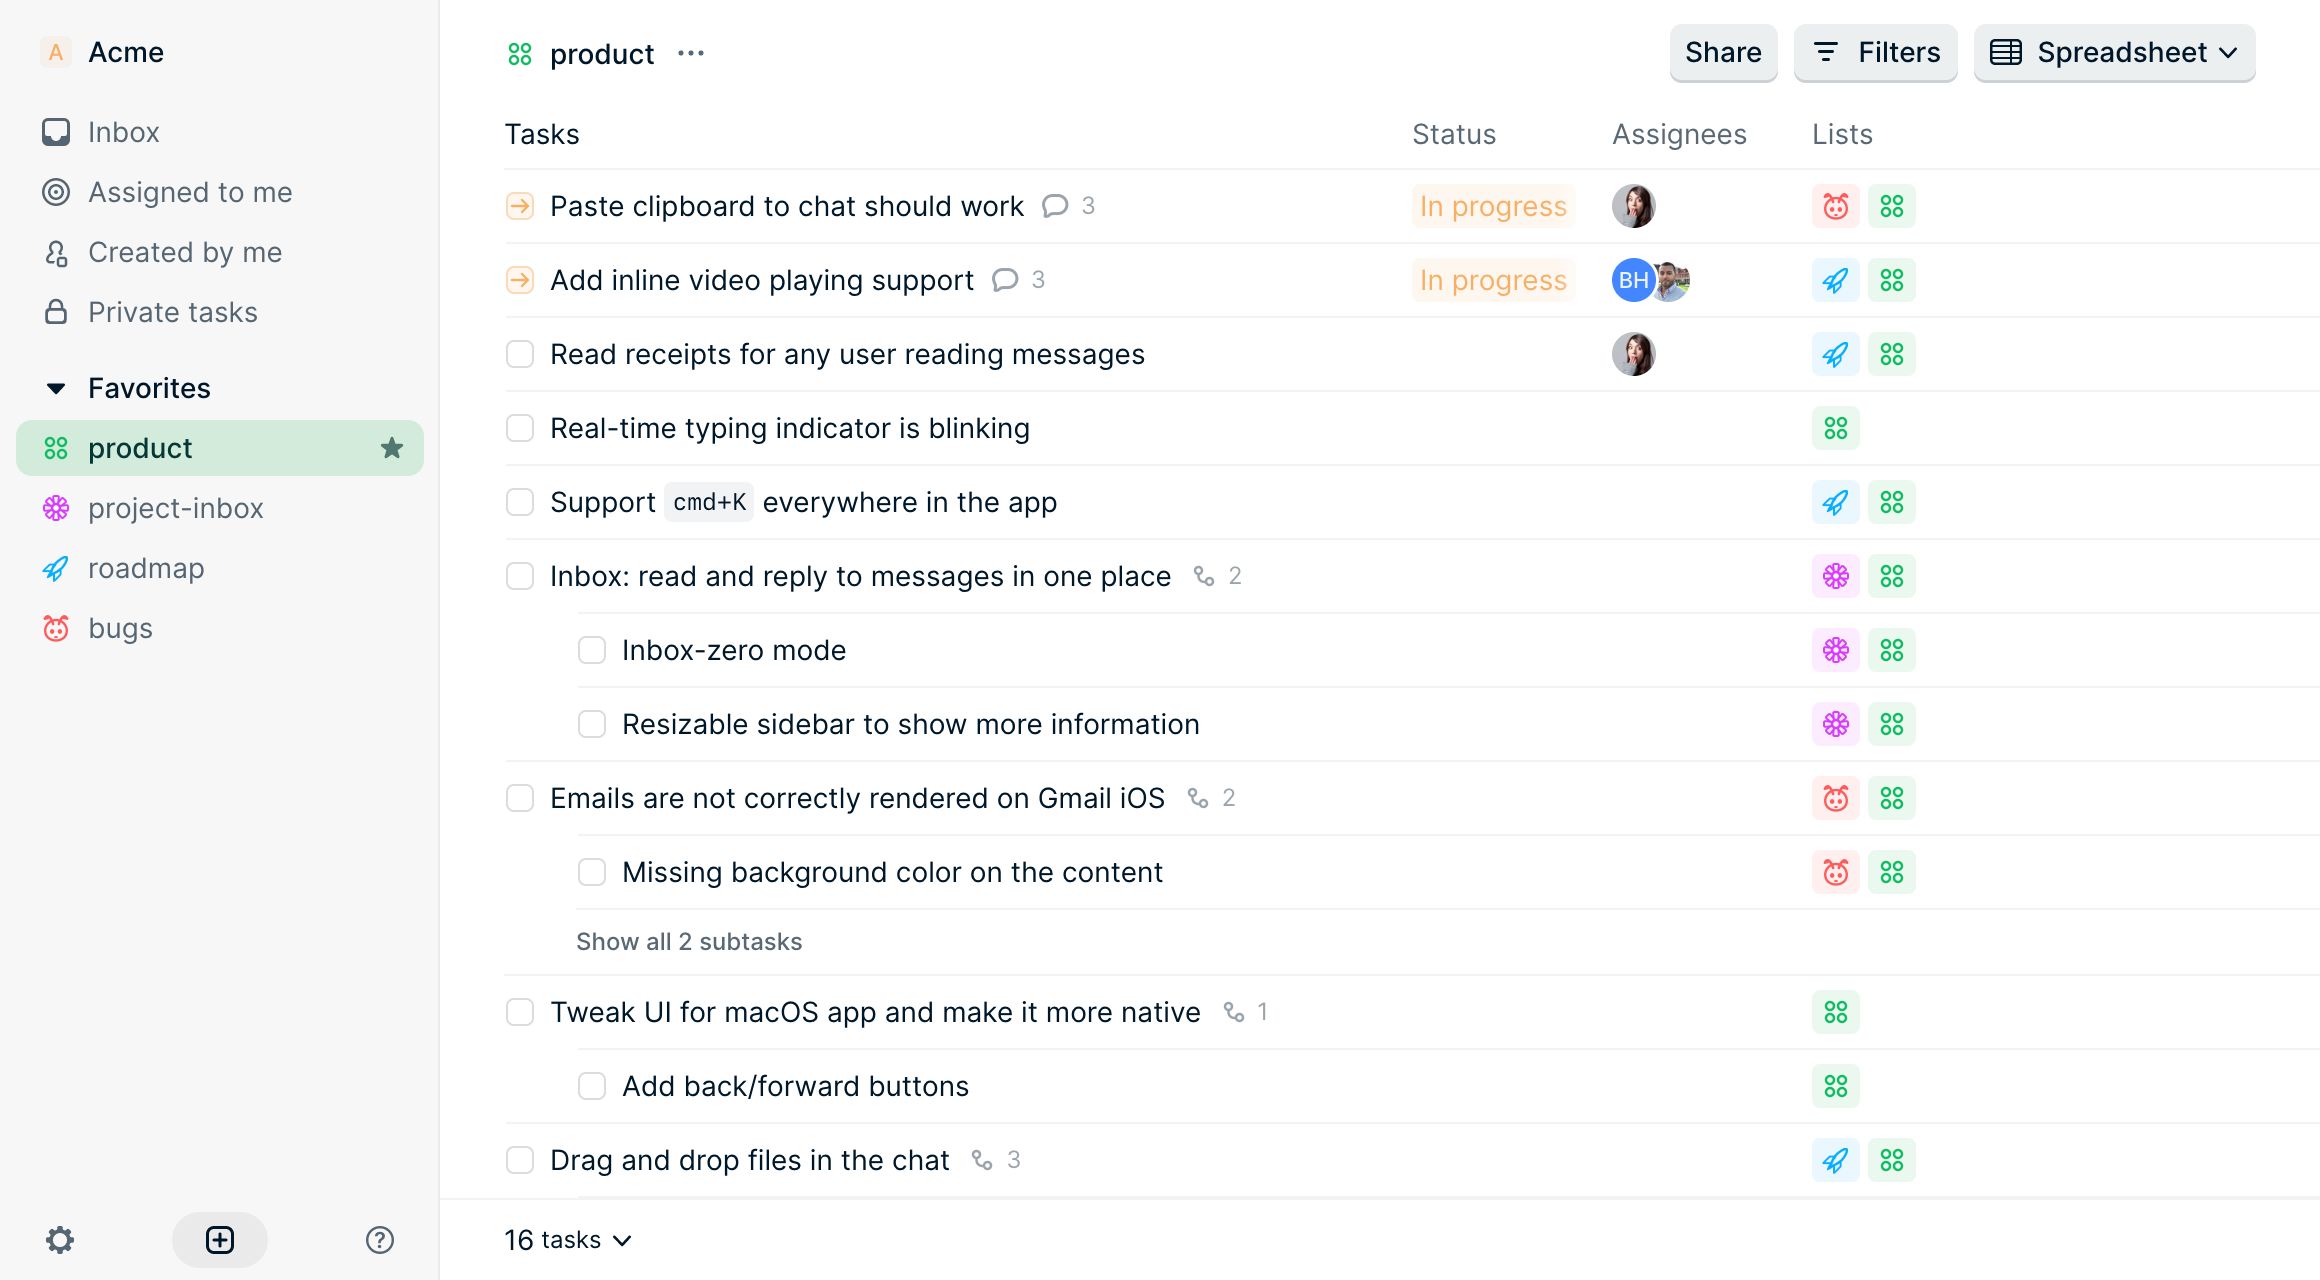 A Acme
Inbox
Assigned to me
Created by me
Private tasks
Favorites
product
project-inbox
roadmap
bugs
product
Share
Filters
Spreadsheet
Tasks Status Assignees Lists
Paste clipboard to chat should work 3 In progress
Add inline video playing support 3 In progress BH
Read receipts for any user reading messages
Real-time typing indicator is blinking
Support cmd+K everywhere in the app
Inbox: read and reply to messages in one place 2
Inbox-zero mode
Resizable sidebar to show more information
Emails are not correctly rendered on Gmail iOS 2
Missing background color on the content
Show all 2 subtasks
Tweak UI for macOS app and make it more native 1
Add back/forward buttons
Drag and drop files in the chat 3
16 tasks